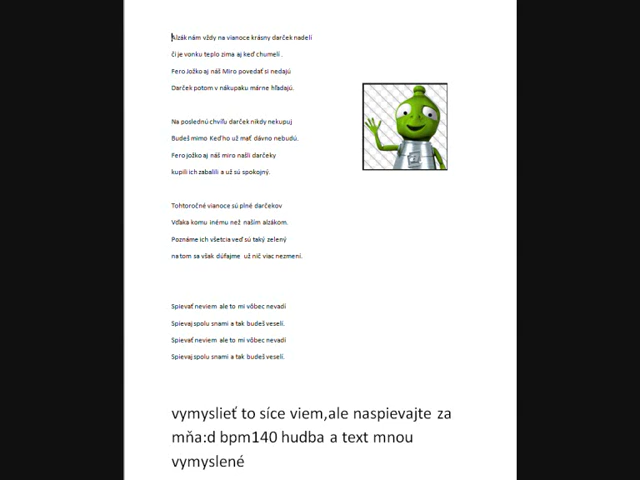 Alzák nám vždy na vianoce krásny darček nadelí
či je vonku teplo zima aj keď chumelí .
Fero Jožko aj náš Miro povedať si nedajú
Darček potom v nákupaku márne hľadajú.
Na poslednú chvíľu darček nikdy nekupuj
Budeš mimo Keď ho už mať dávno nebudú.
Fero jožko aj náš miro našli darčeky
kupili ich zabalili a už sú spokojný.
Tohtoročné vianoce sú plné darčekov
Vďaka komu inému než našim alzákom.
Poznáme ich všetcia veď sú taký zelený
na tom sa však dúfajme už nič viac nezmení.
Spievať neviem ale to mi vôbec nevadí
Spievaj spolu snami a tak budeš veselí.
Spievať neviem ale to mi vôbec nevadí
Spievaj spolu snami a tak budeš veselí.
vymyslieť to síce viem,ale naspievajte za
mňa:d bpm140 hudba a text mnou
vymyslené